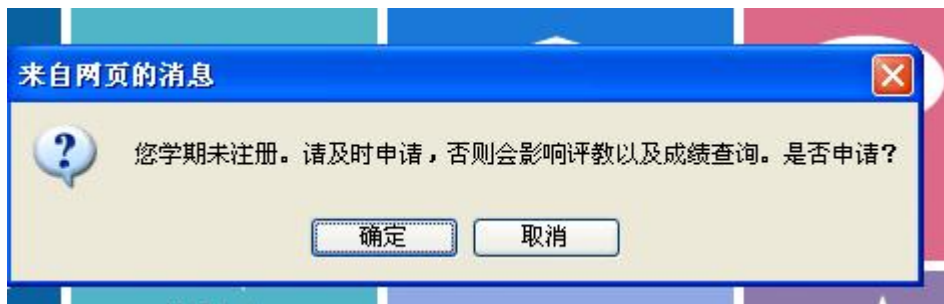 来自网页的消息
您学期未注册。请及时申请，否则会影响评教以及成绩查询。是否申请?
确定
取消